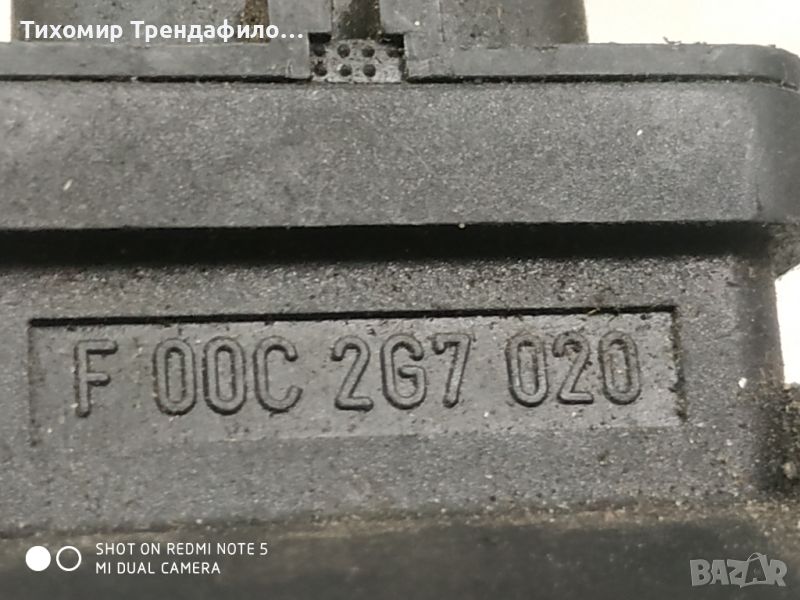 Тихомир Трендафило...
F 00C 2G7 020
SHOT ON REDMI NOTE 5
MI DUAL CAMERA
BAZAR